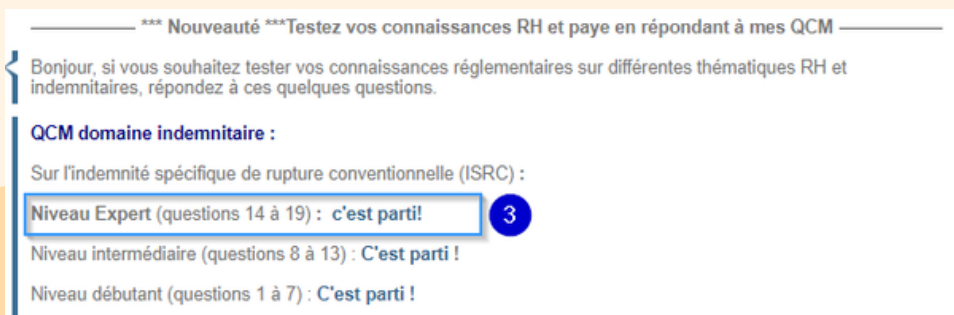 *** Nouveauté ***Testez vos connaissances RH et paye en répondant à mes QCM
Bonjour, si vous souhaitez tester vos connaissances réglementaires sur différentes thématiques RH et
indemnitaires, répondez à ces quelques questions.
QCM domaine indemnitaire :
Sur l'indemnité spécifique de rupture conventionnelle (ISRC) :
Niveau Expert (questions 14 à 19) : c'est parti!
3
Niveau intermédiaire (questions 8 à 13) : C'est parti !
Niveau débutant (questions 1 à 7) : C'est parti !